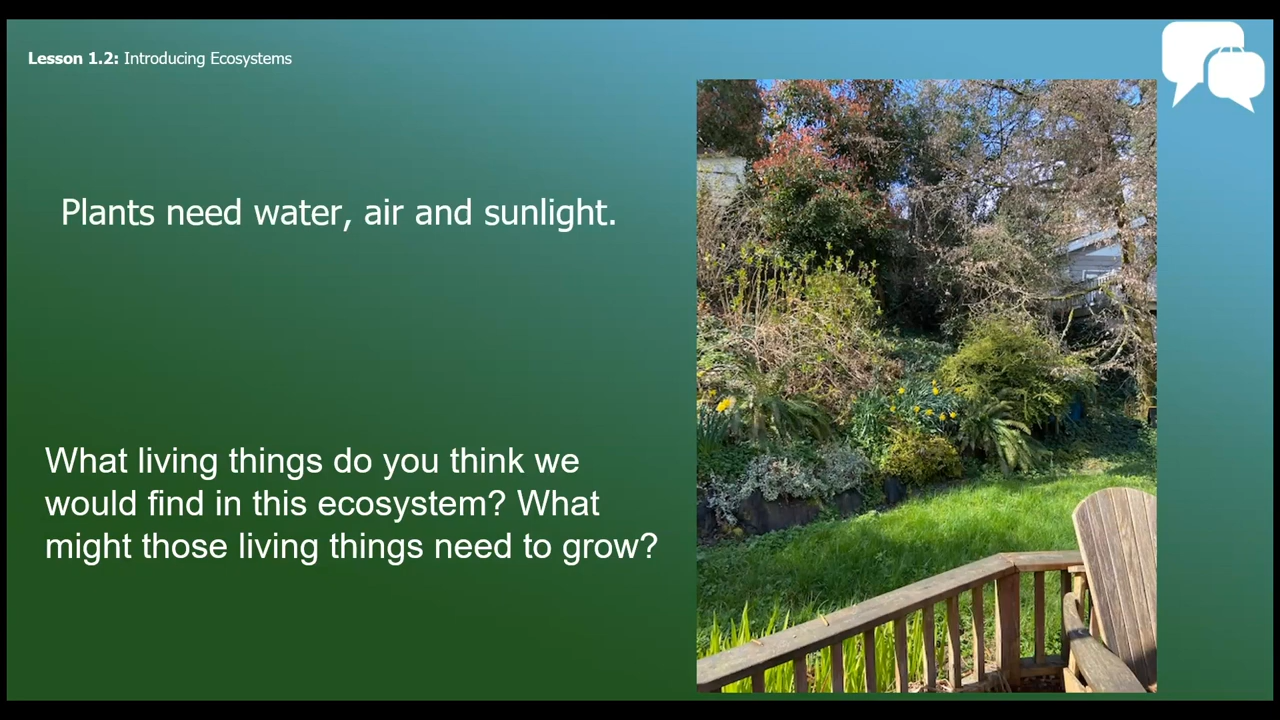 Lesson 1.2: Introducing Ecosystems
Plants need water, air and sunlight.
What living things do you think we
would find in this ecosystem? What
might those living things need to grow?